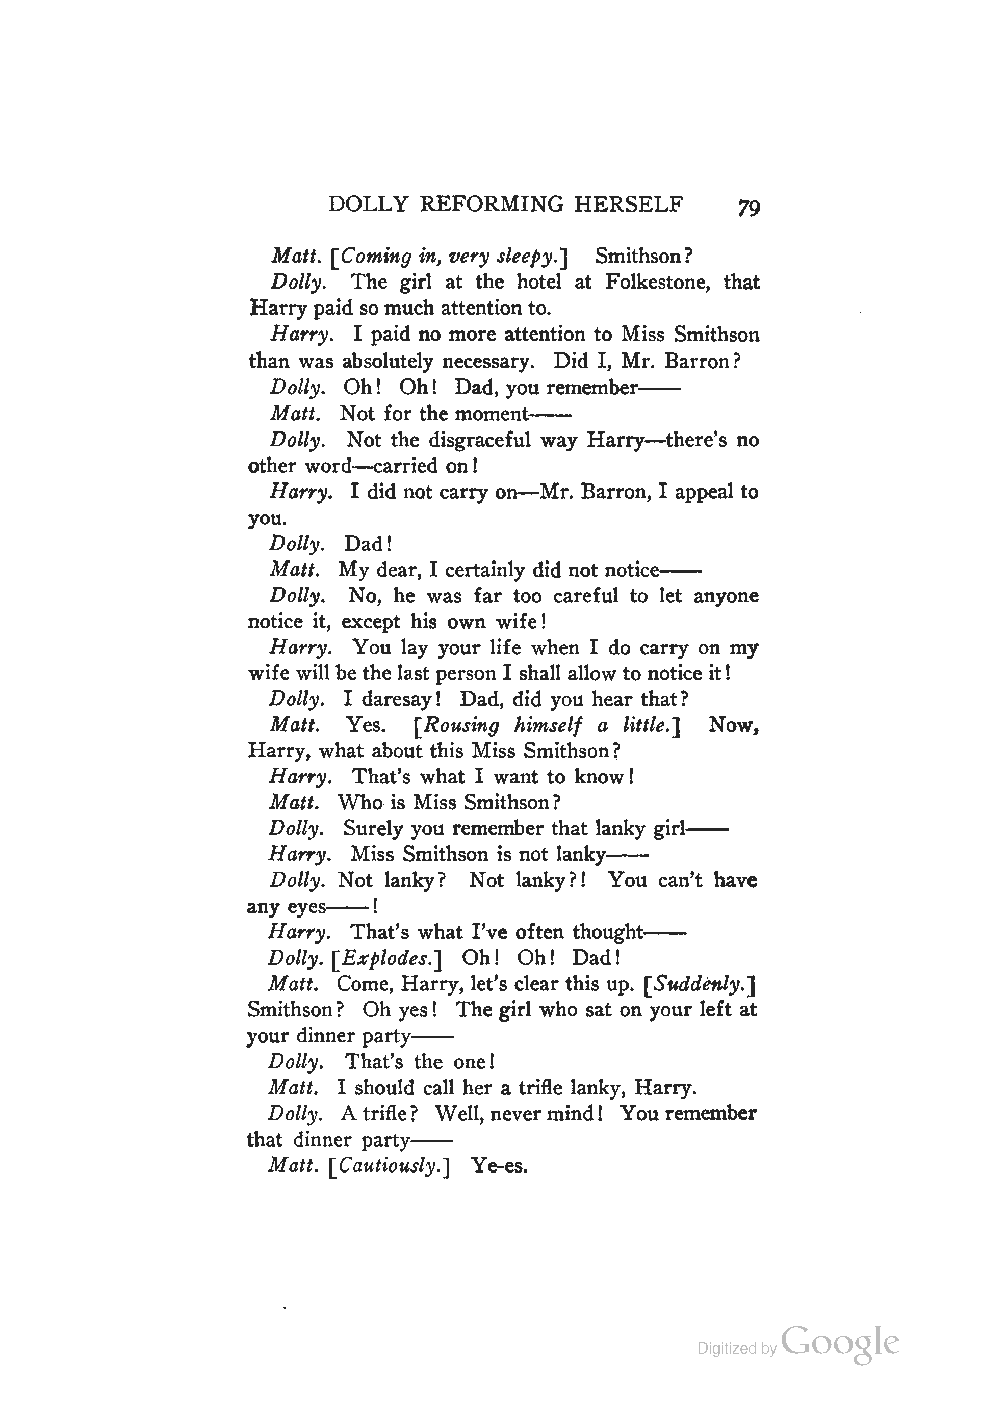 DOLLY REFORMING HERSELF 79
Matt. [Coming in, very sleepy.] Smithson?
Dolly. The girl at the hotel at Folkestone, that
Harry paid so much attention to.
Harry. I paid no more attention to Miss Smithson
than was absolutely necessary. Did I, Mr. Barron?
Dolly. Oh! Oh! Dad, you remember——
Matt. Not for the moment——
Dolly. Not the disgraceful way Harry—there's no
other word—carried on!
Harry. I did not carry on—Mr. Barron, I appeal to
you.
Dolly. Dad!
Matt. My dear, I certainly did not notice——
Dolly. No, he was far too careful to let anyone
notice it, except his own wife!
Harry. You lay your life when I do carry on my
wife will be the last person I shall allow to notice it!
Dolly. I daresay! Dad, did you hear that?
Matt. Yes. [Rousing himself a little.] Now,
Harry, what about this Miss Smithson?
Harry. That's what I want to know!
Matt. Who is Miss Smithson?
Dolly. Surely you remember that lanky girl——
Harry. Miss Smithson is not lanky——
Dolly. Not lanky? Not lanky?! You can't have
any eyes——!
Harry. That's what I've often thought——
Dolly. [Explodes.] Oh! Oh! Dad!
Matt. Come, Harry, let's clear this up. [Suddenly.]
Smithson? Oh yes! The girl who sat on your left at
your dinner party——
Dolly. That's the one!
Matt. I should call her a trifle lanky, Harry.
Dolly. A trifle? Well, never mind! You remember
that dinner party——
Matt. [Cautiously.] Ye-es.
Digitized by Google